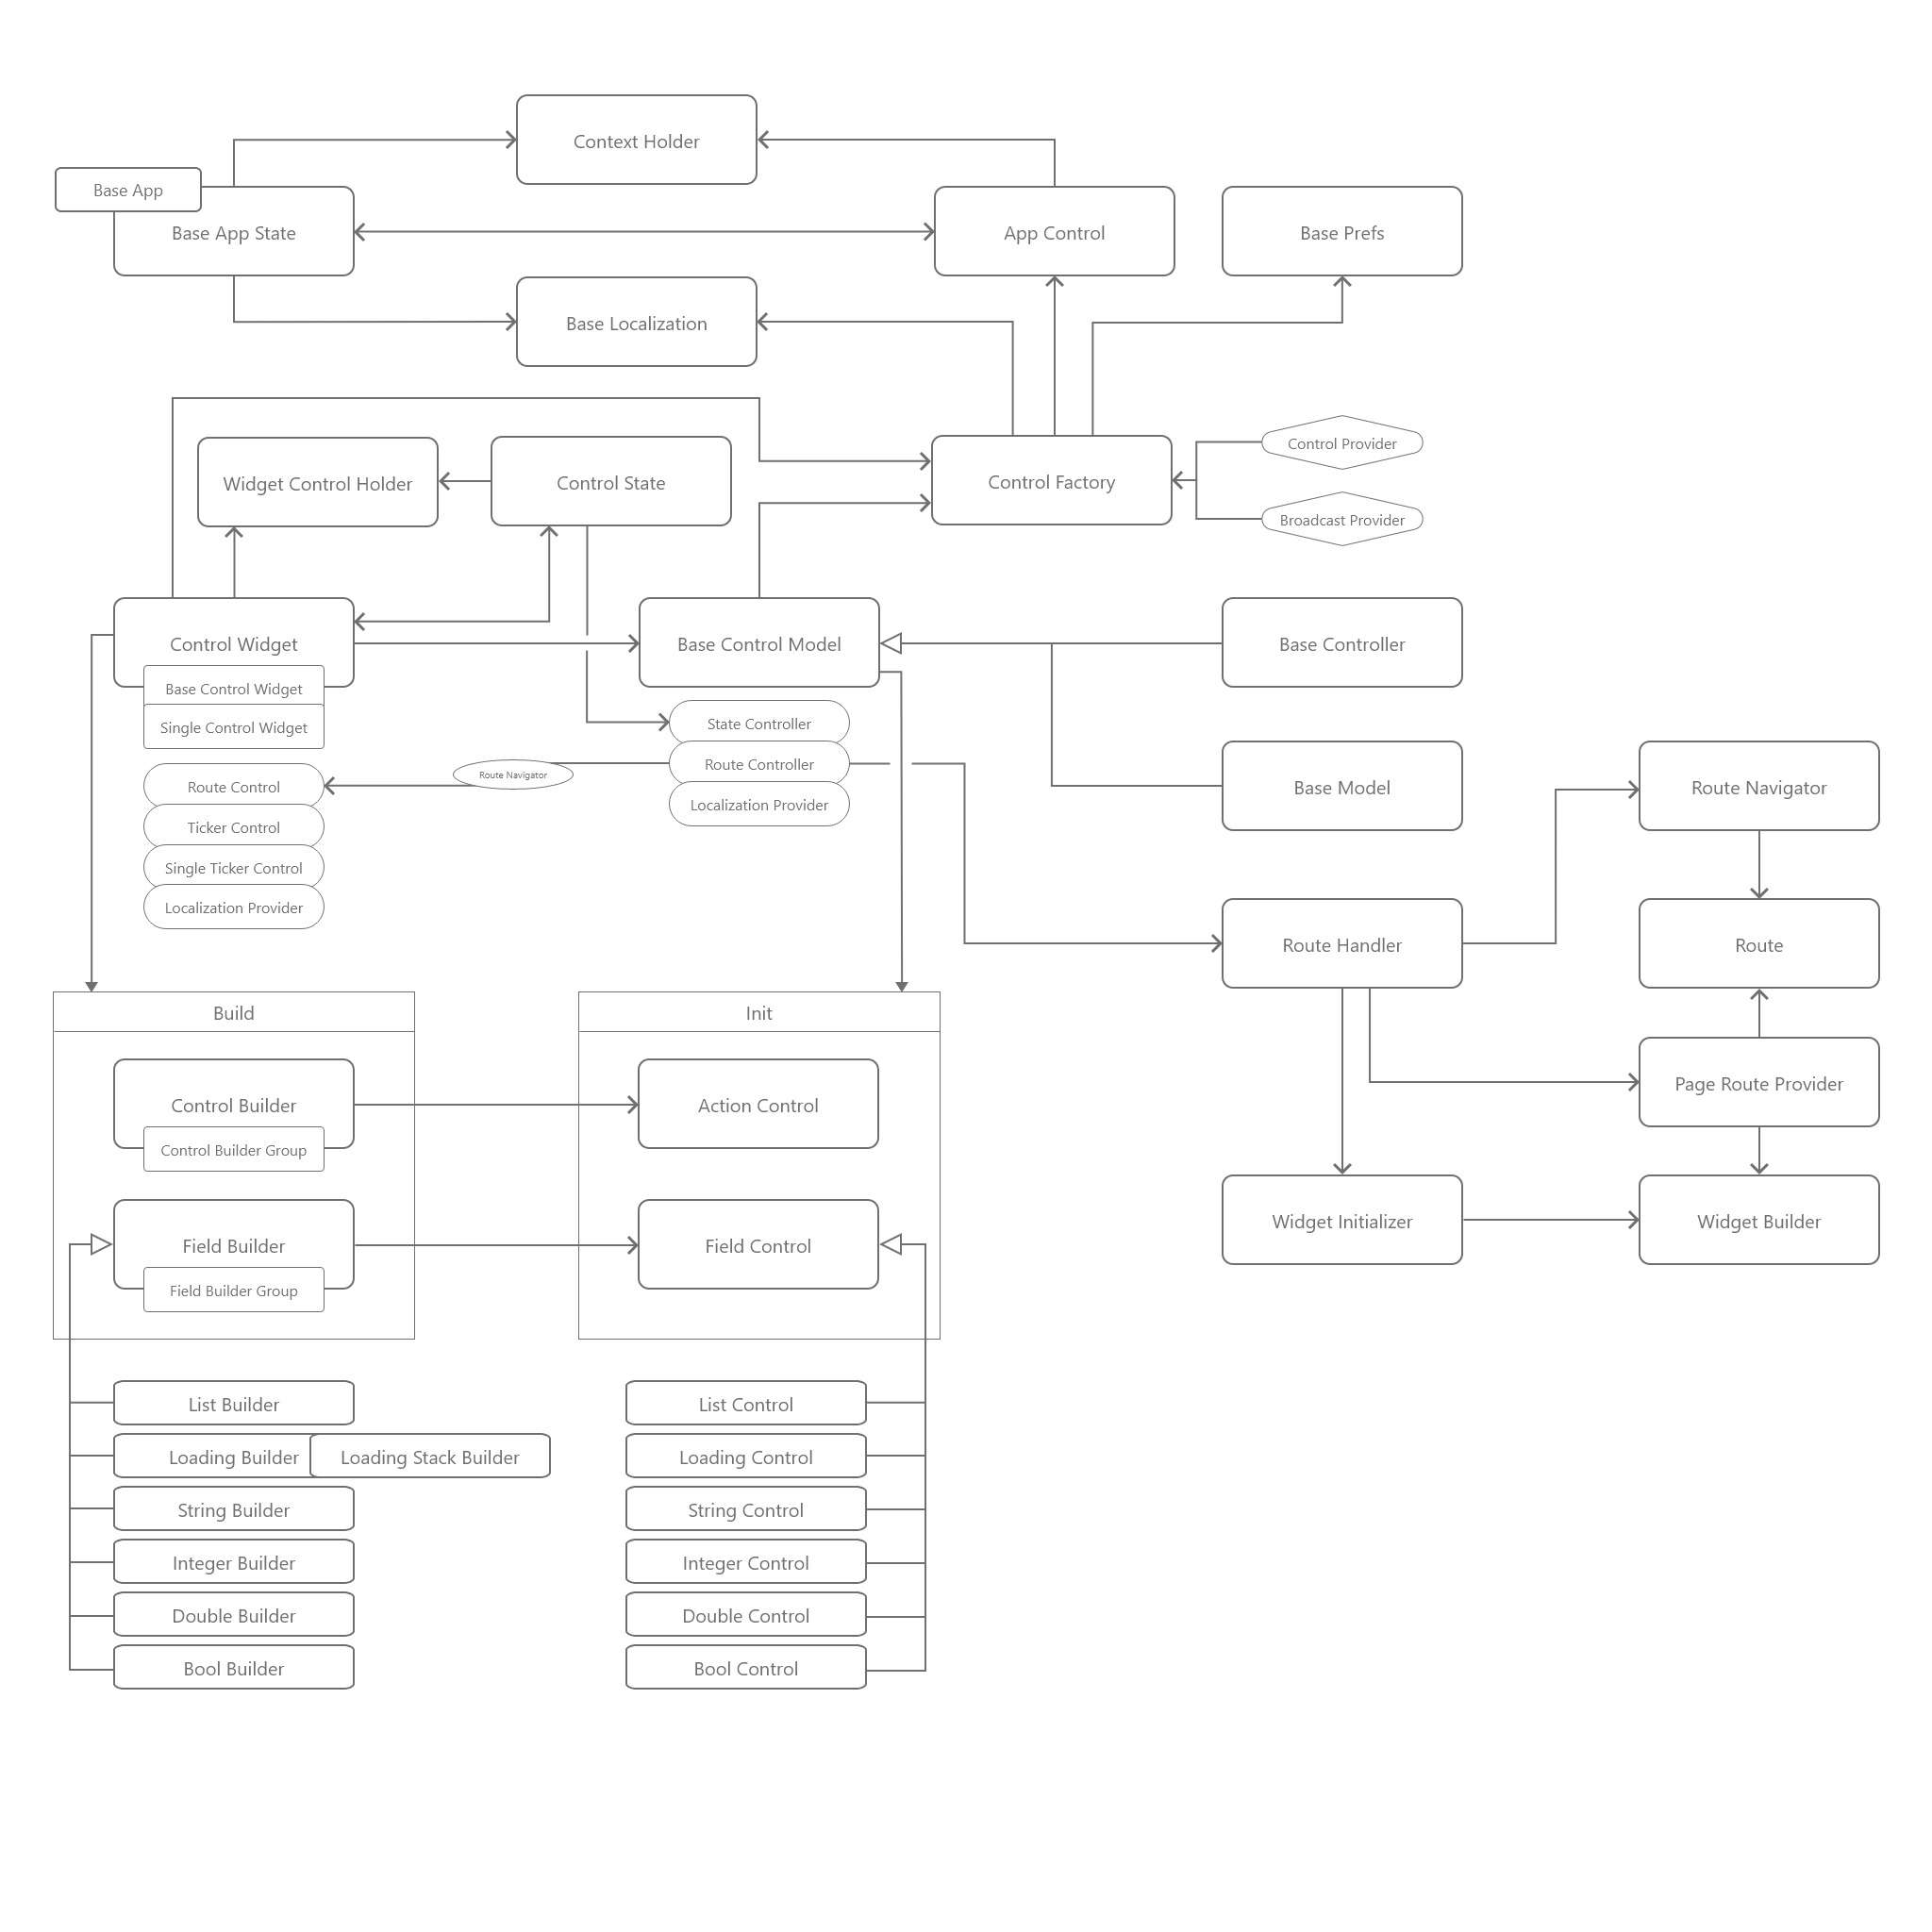 Context Holder
Base App
Base App State
App Control
Base Prefs
Base Localization
Control Provider
Widget Control Holder
Control State
Control Factory
Broadcast Provider
Control Widget
Base Control Model
Base Controller
Base Control Widget
Single Control Widget
State Controller
Route Controller
Localization Provider
Route Navigator
Route Control
Ticker Control
Single Ticker Control
Localization Provider
Base Model
Route Navigator
Route Handler
Route
Build
Init
Page Route Provider
Control Builder
Action Control
Control Builder Group
Widget Initializer
Widget Builder
Field Builder
Field Control
Field Builder Group
List Builder
List Control
Loading Builder
Loading Stack Builder
Loading Control
String Builder
String Control
Integer Builder
Integer Control
Double Builder
Double Control
Bool Builder
Bool Control